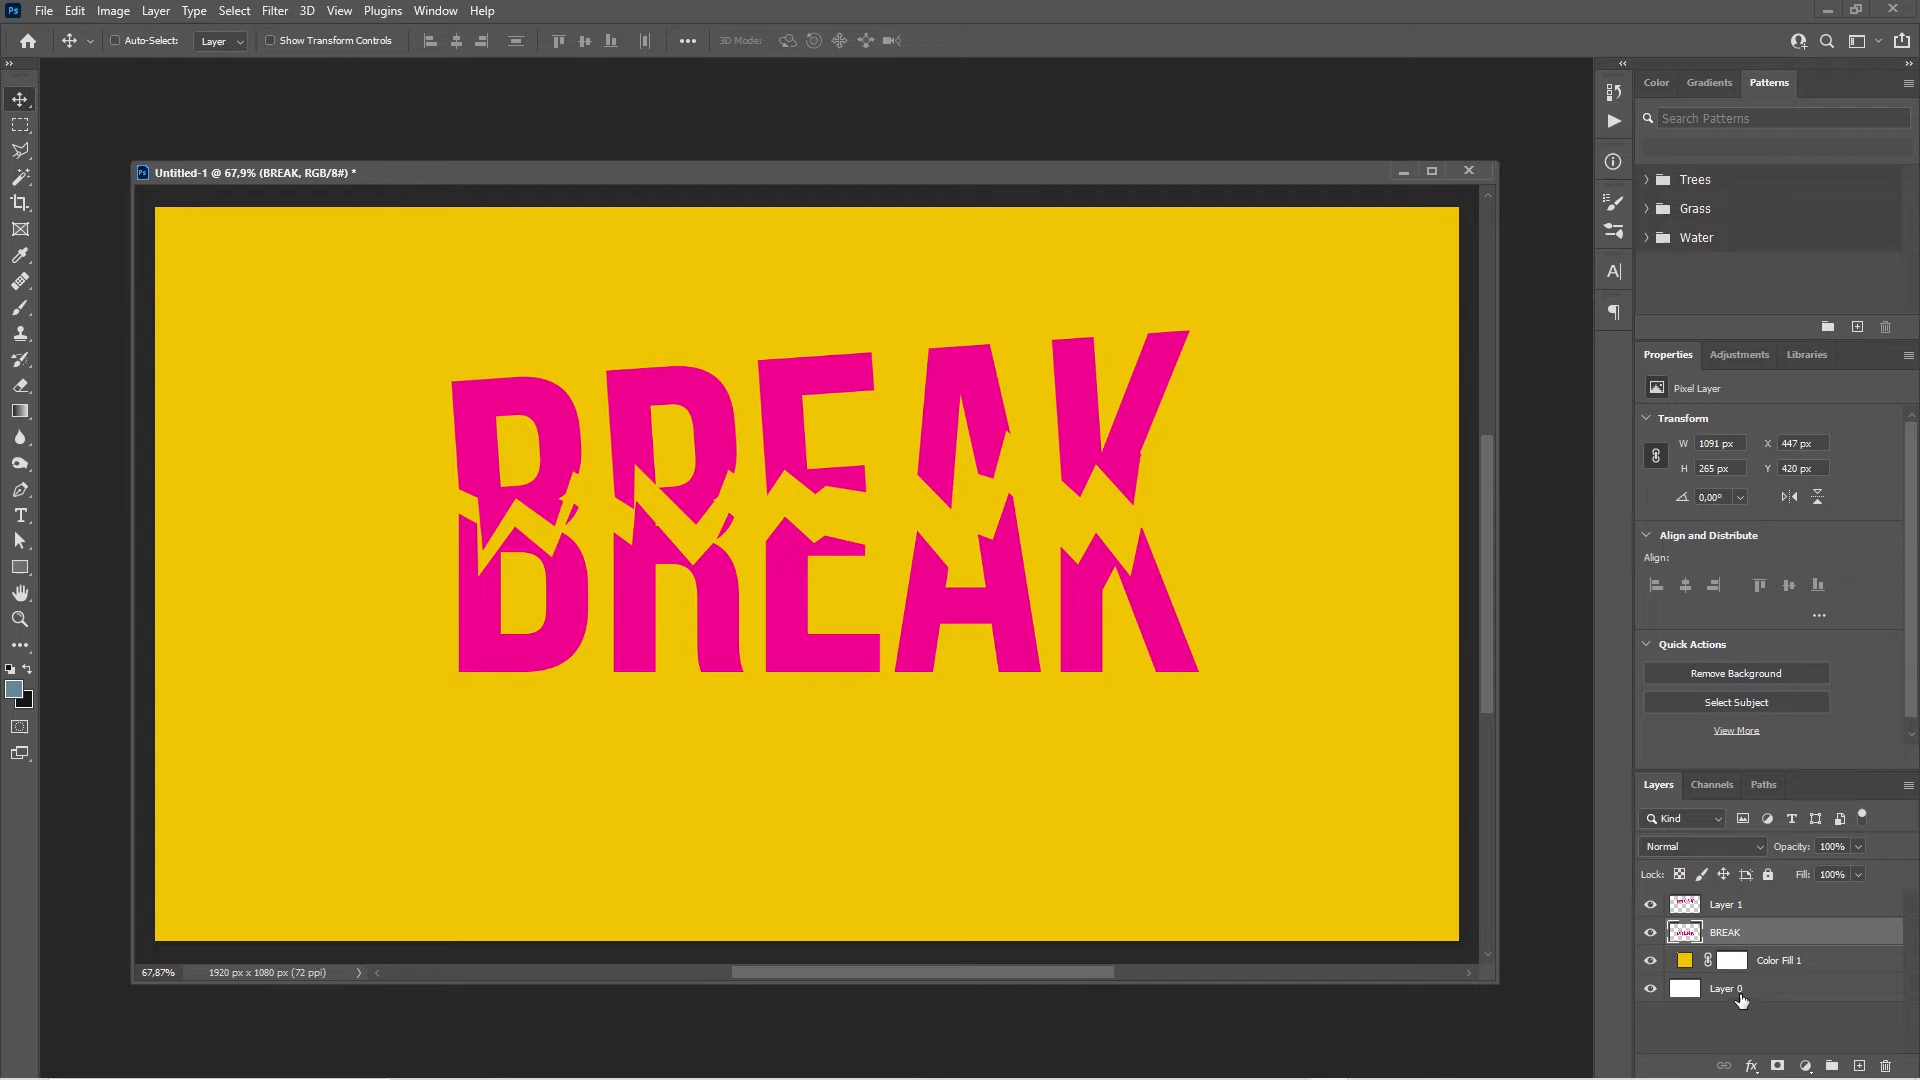 Ps File Edit Image Layer Type Select Filter 3D View Plugins Window Help
Auto-Select: Layer Show Transform Controls 3D Mode:
Color Gradients Patterns
Search Patterns
Trees
Grass
Water
Untitled-1 @ 67,9% (BREAK, RGB/8#) *
BREAK
67,87% 1920 px x 1080 px (72 ppi)
Properties Adjustments Libraries
Pixel Layer
Transform
W 1091 px X 447 px
H 265 px Y 420 px
0,00°
Align and Distribute
Align:
Quick Actions
Remove Background
Select Subject
View More
Layers Channels Paths
Kind
Normal Opacity: 100%
Lock: Fill: 100%
Layer 1
BREAK
Color Fill 1
Layer 0